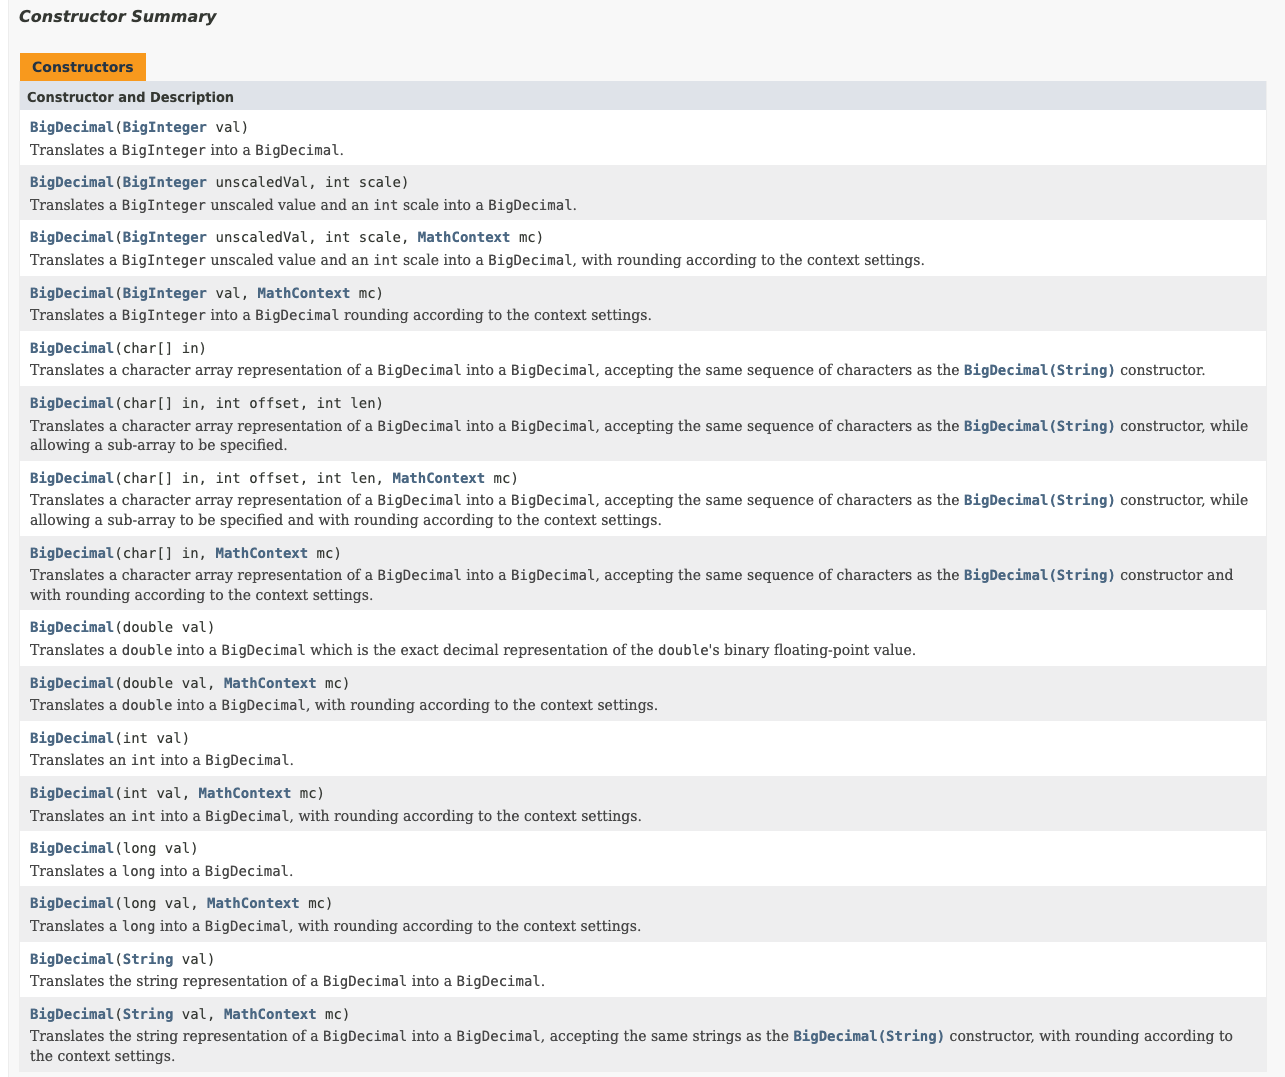 Constructor Summary
Constructors
Constructor and Description
BigDecimal(BigInteger val)
Translates a BigInteger into a BigDecimal.
BigDecimal(BigInteger unscaledVal, int scale)
Translates a BigInteger unscaled value and an int scale into a BigDecimal.
BigDecimal(BigInteger unscaledVal, int scale, MathContext mc)
Translates a BigInteger unscaled value and an int scale into a BigDecimal, with rounding according to the context settings.
BigDecimal(BigInteger val, MathContext mc)
Translates a BigInteger into a BigDecimal rounding according to the context settings.
BigDecimal(char[] in)
Translates a character array representation of a BigDecimal into a BigDecimal, accepting the same sequence of characters as the BigDecimal(String) constructor.
BigDecimal(char[] in, int offset, int len)
Translates a character array representation of a BigDecimal into a BigDecimal, accepting the same sequence of characters as the BigDecimal(String) constructor, while
allowing a sub-array to be specified.
BigDecimal(char[] in, int offset, int len, MathContext mc)
Translates a character array representation of a BigDecimal into a BigDecimal, accepting the same sequence of characters as the BigDecimal(String) constructor, while
allowing a sub-array to be specified and with rounding according to the context settings.
BigDecimal(char[] in, MathContext mc)
Translates a character array representation of a BigDecimal into a BigDecimal, accepting the same sequence of characters as the BigDecimal(String) constructor and
with rounding according to the context settings.
BigDecimal(double val)
Translates a double into a BigDecimal which is the exact decimal representation of the double's binary floating-point value.
BigDecimal(double val, MathContext mc)
Translates a double into a BigDecimal, with rounding according to the context settings.
BigDecimal(int val)
Translates an int into a BigDecimal.
BigDecimal(int val, MathContext mc)
Translates an int into a BigDecimal, with rounding according to the context settings.
BigDecimal(long val)
Translates a long into a BigDecimal.
BigDecimal(long val, MathContext mc)
Translates a long into a BigDecimal, with rounding according to the context settings.
BigDecimal(String val)
Translates the string representation of a BigDecimal into a BigDecimal.
BigDecimal(String val, MathContext mc)
Translates the string representation of a BigDecimal into a BigDecimal, accepting the same strings as the BigDecimal(String) constructor, with rounding according to
the context settings.